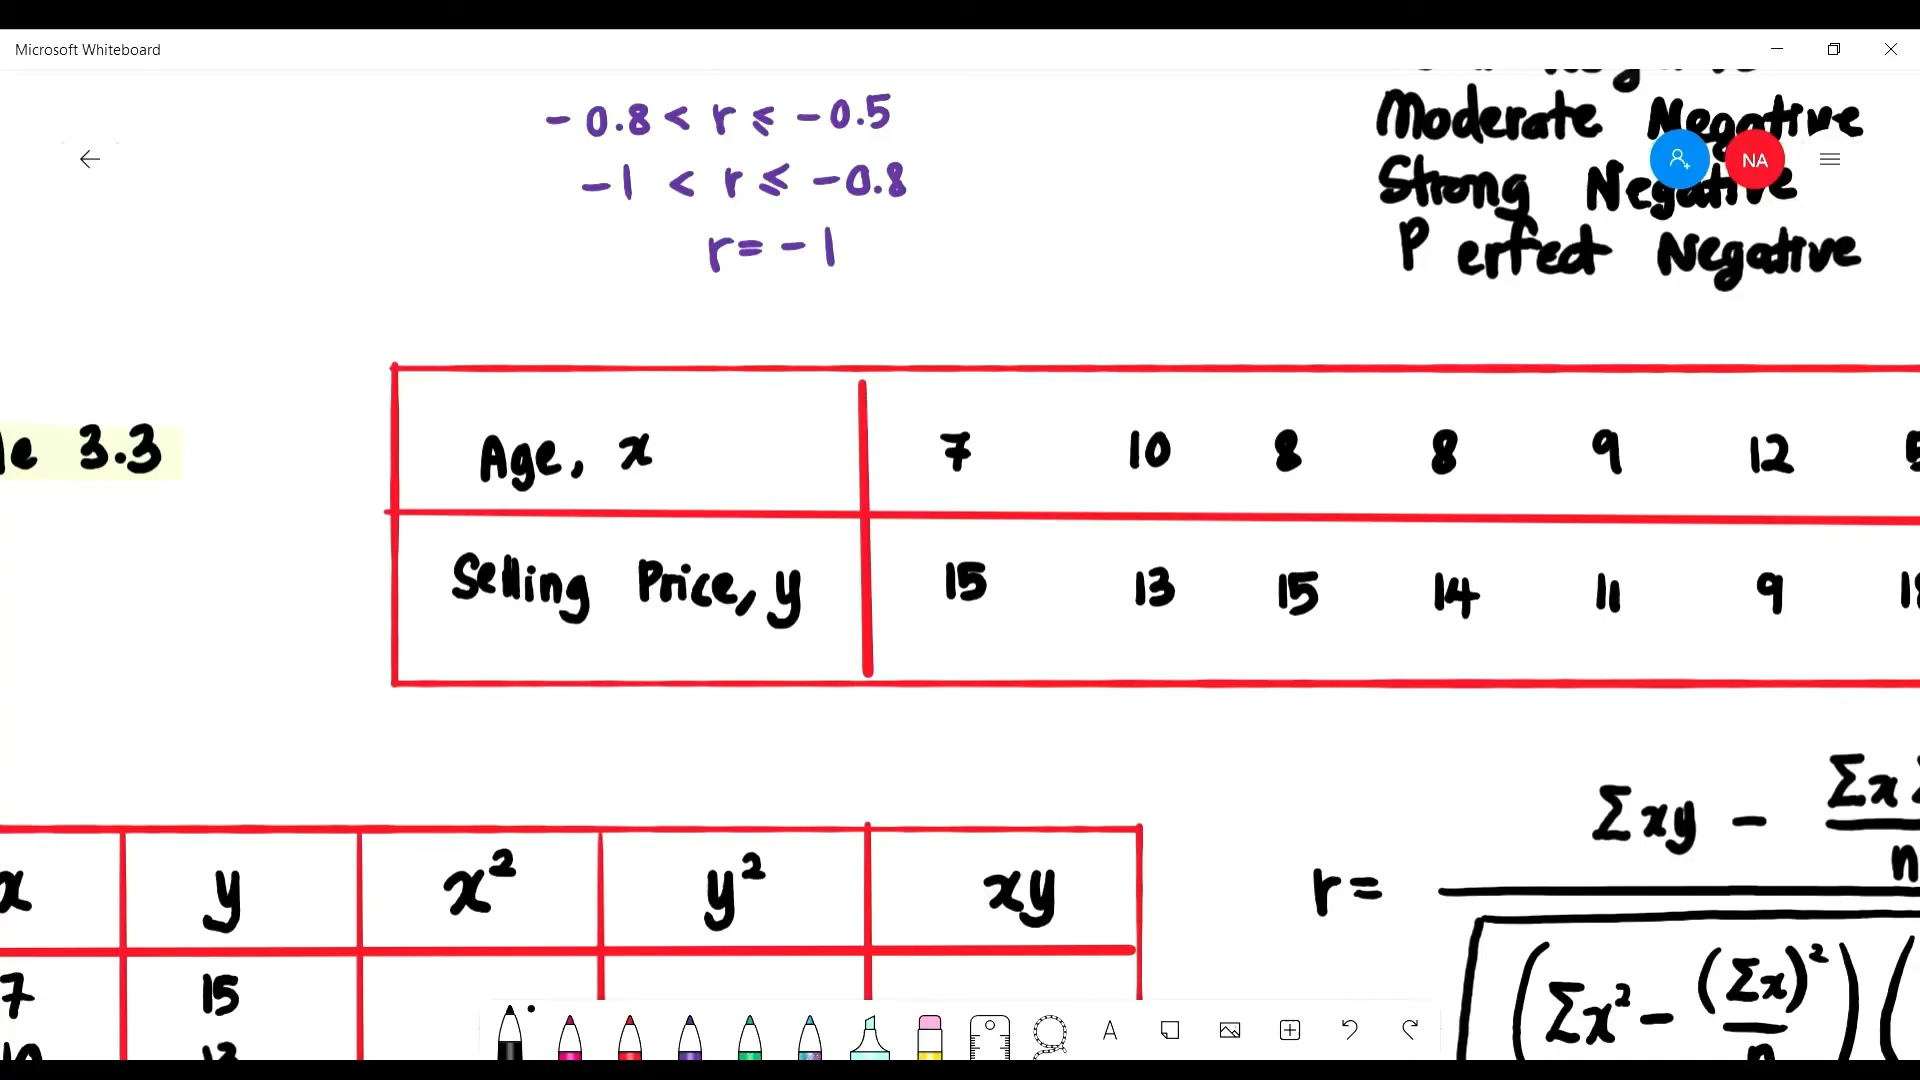 Microsoft Whiteboard
-0.8 < r ≤ -0.5
Moderate Negative
-1 < r ≤ -0.8
Strong Negative
NA
r = -1
Perfect Negative
3.3
Age, x 7 10 8 8 9 12
Selling Price, y 15 13 15 14 11 9
x y x² y² xy
r = Σxy - Σx
n
(Σx² - (Σx)²) (
n
7 15
A